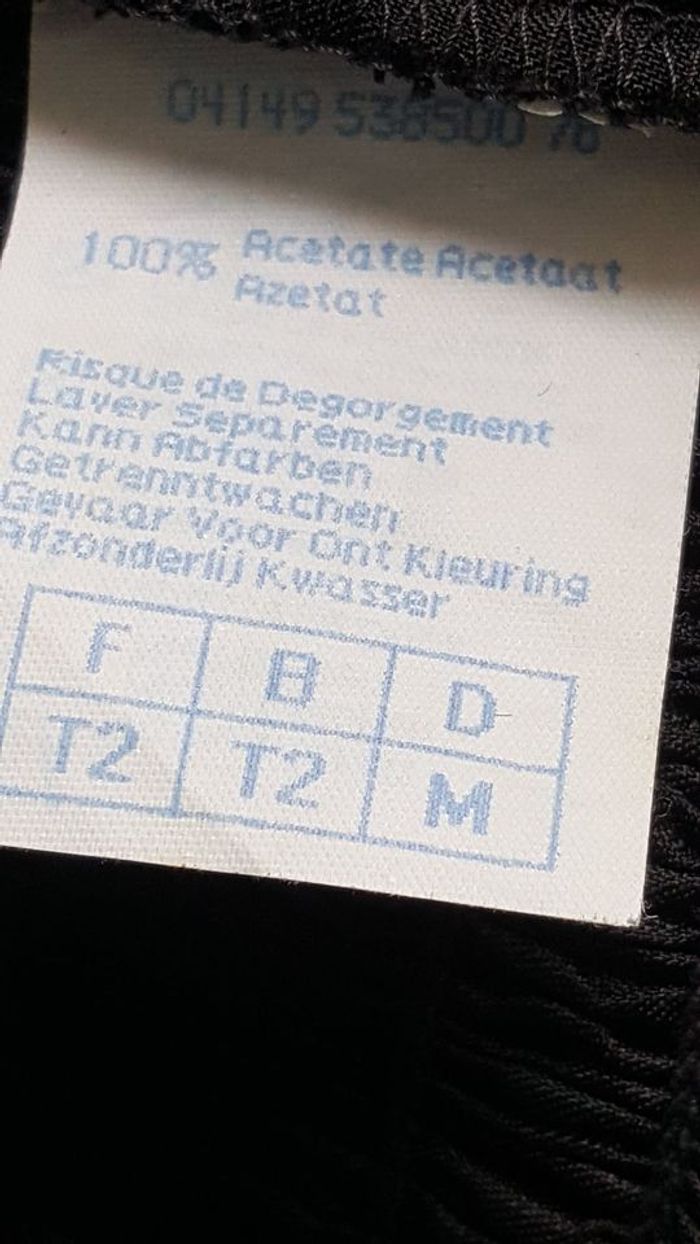 04149 538500 76
100% Acetate Acetaat
Azetat
Risque de Degorgement
Laver Separement
Kann Abfarben
Getrenntwachen
Gevaar Voor Ont Kleuring
Afzonderlij Kwasser
F B D
T2 T2 M